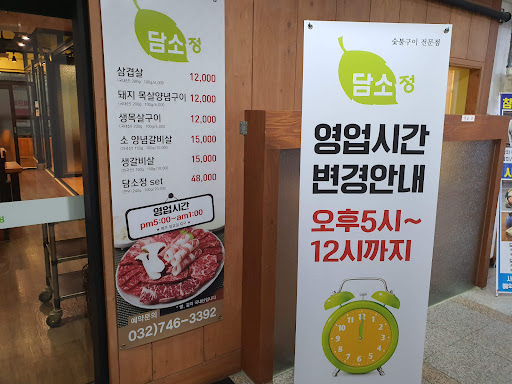 담소정
삼겹살 12,000
돼지 목살양념구이 12,000
생목살구이 12,000
소 양념갈비살 15,000
생갈비살 15,000
담소정 set 48,000
영업시간
pm5:00~am1:00
예약문의
032)746-3392
숯불구이 전문점
담소정
영업시간
변경안내
오후5시~
12시까지